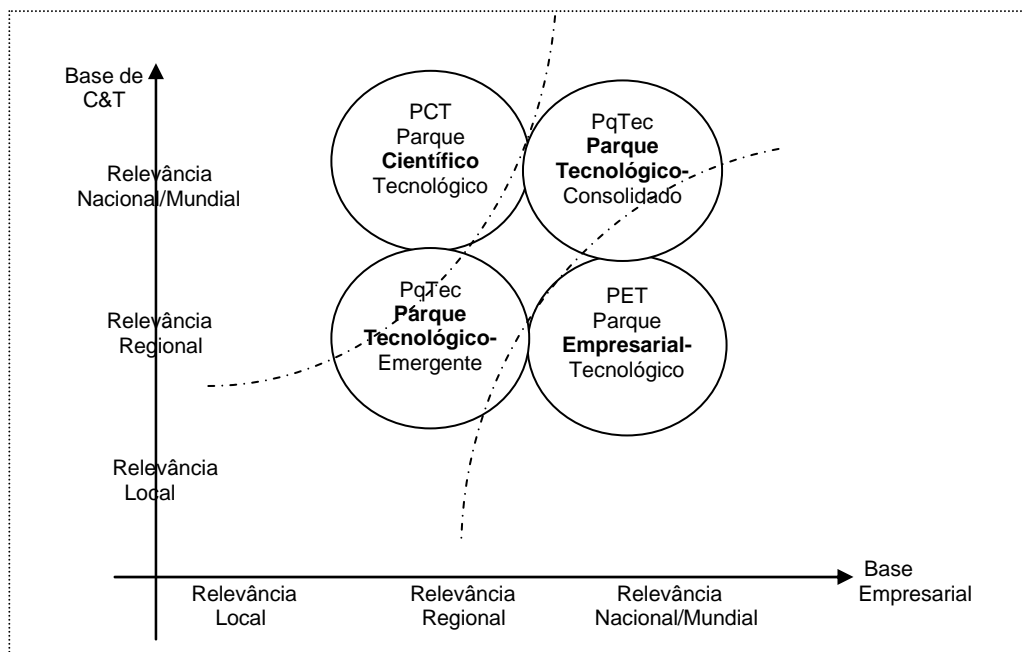 Base de
C&T
PCT
Parque
Científico
Tecnológico
PqTec
Parque
Tecnológico-
Consolidado
Relevância
Nacional/Mundial
PqTec
Párque
Tecnológico-
Emergente
PET
Parque
Empresarial-
Tecnológico
Relevância
Regional
Relevância
Local
Relevância
Local
Relevância
Regional
Relevância
Nacional/Mundial
Base
Empresarial